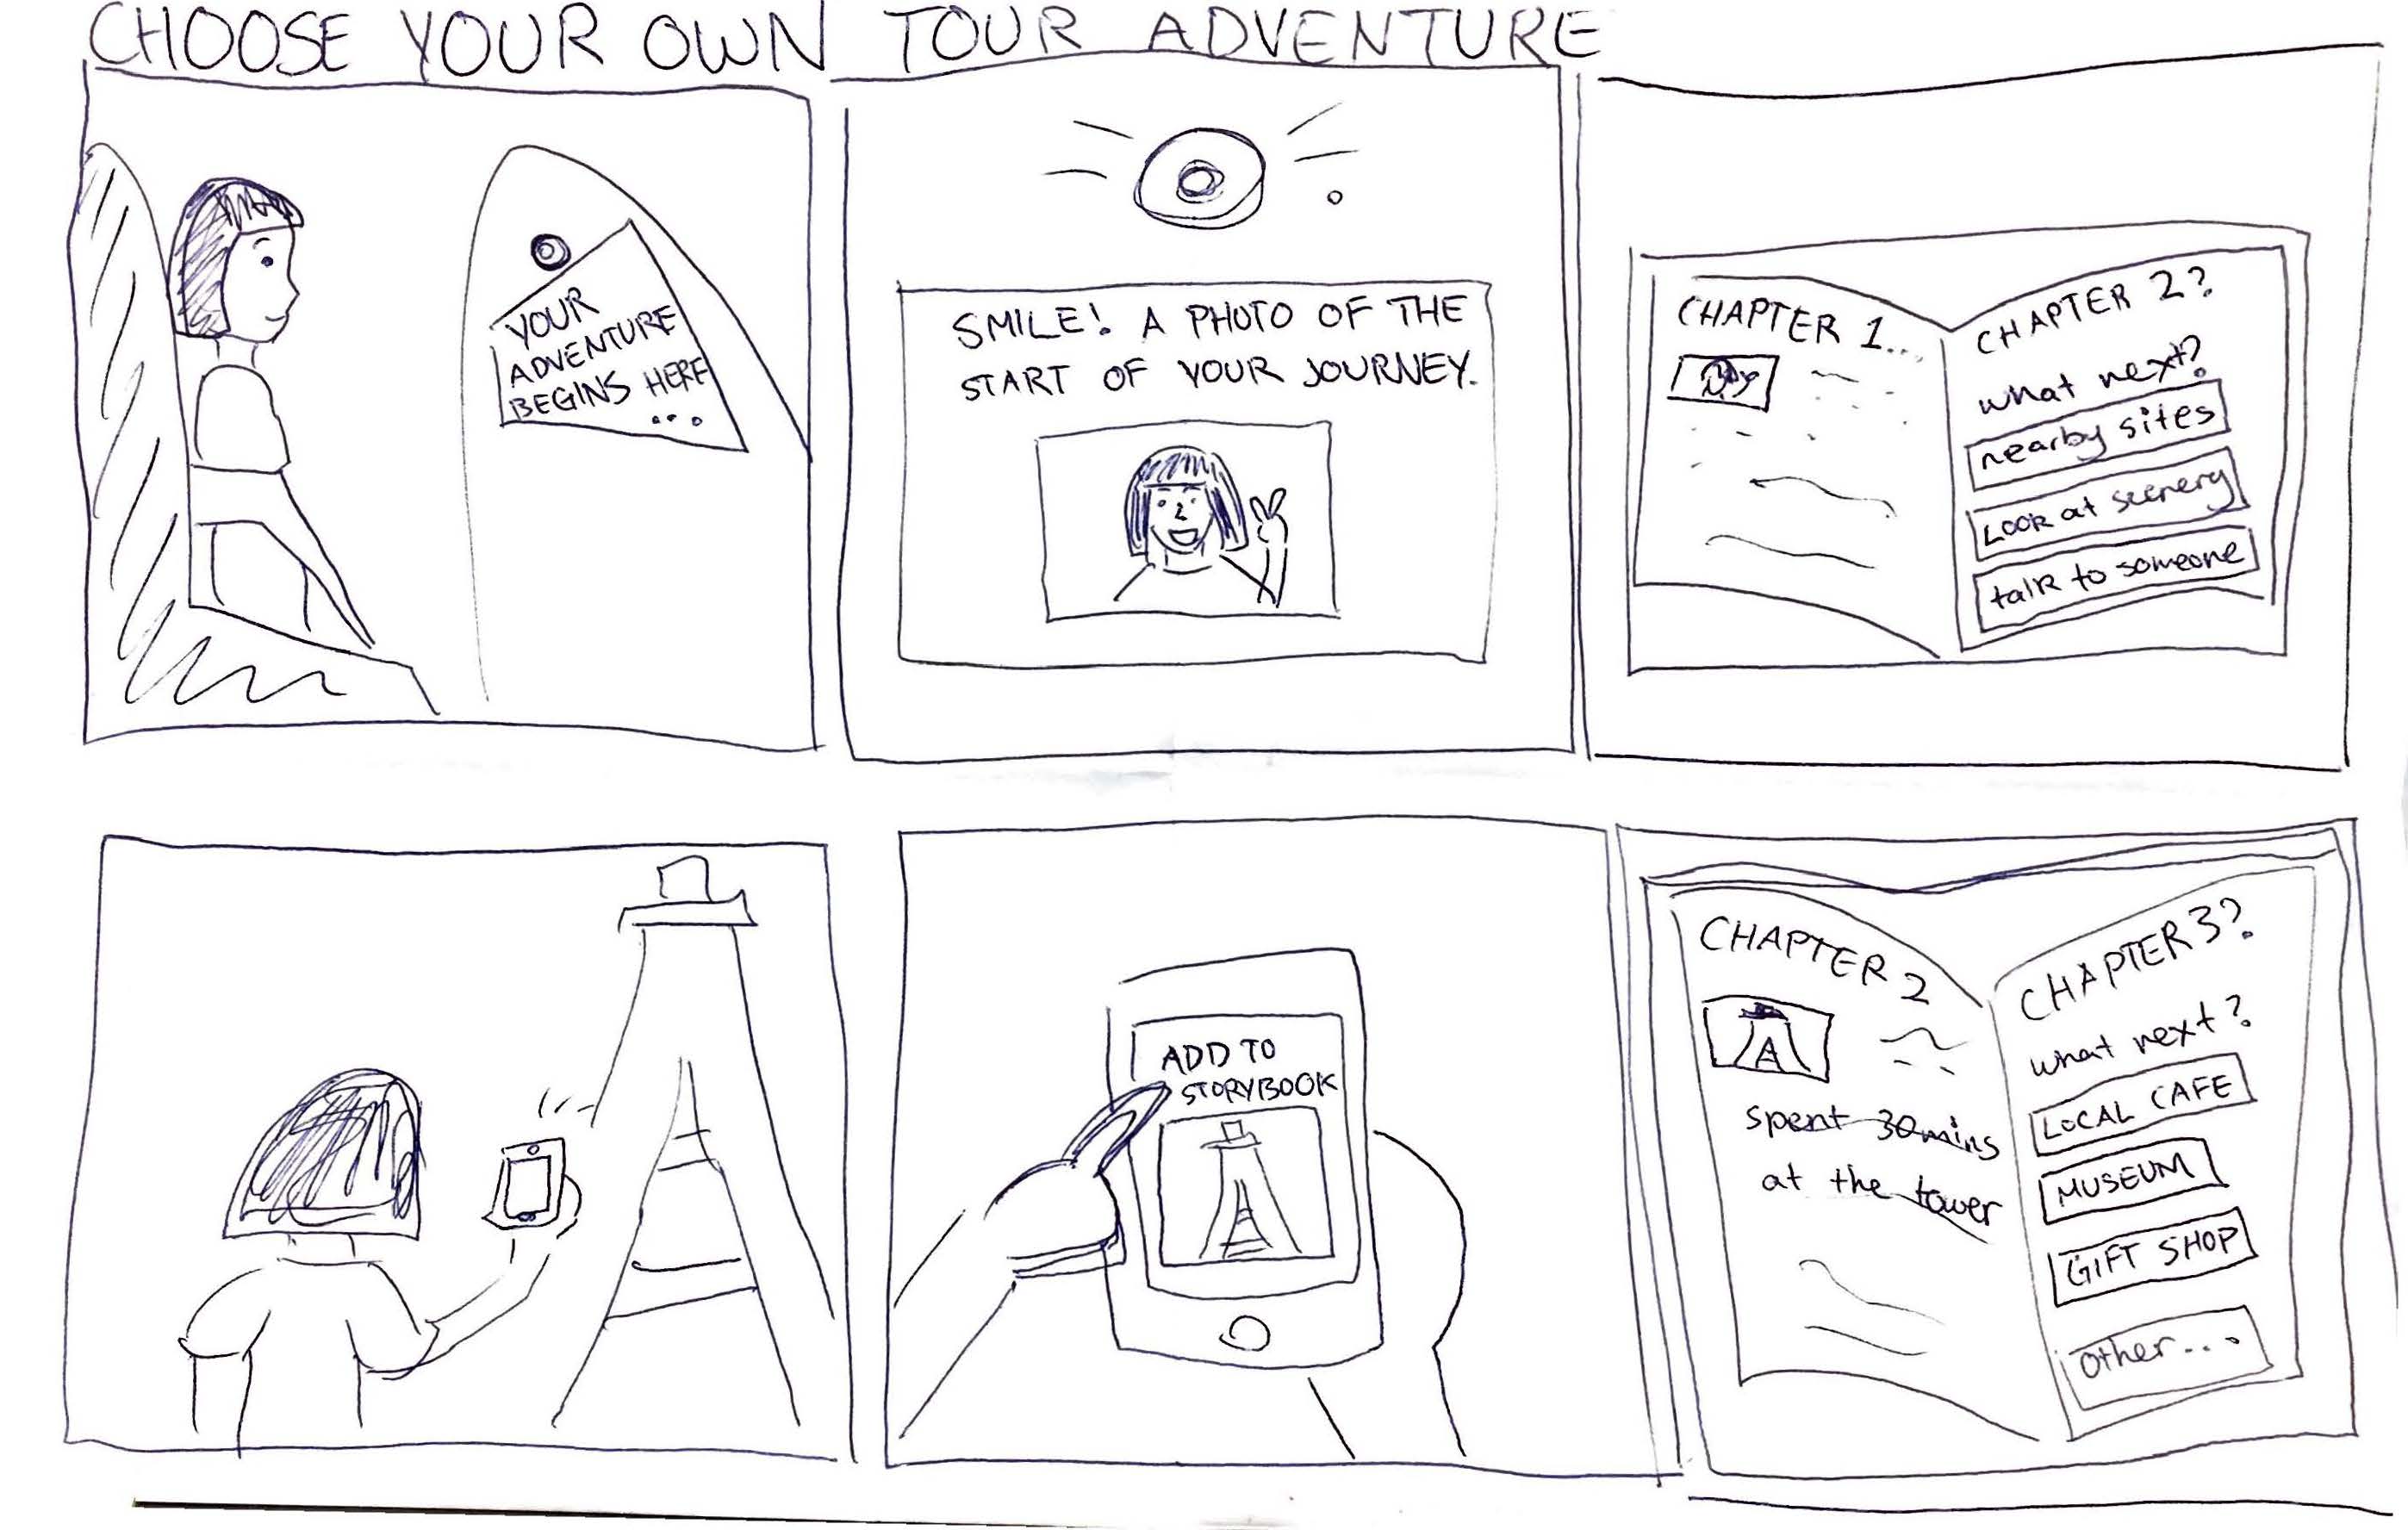 CHOOSE YOUR OWN TOUR ADVENTURE
YOUR
ADVENTURE
BEGINS HERE
...
SMILE! A PHOTO OF THE
START OF YOUR JOURNEY.
CHAPTER 1...
CHAPTER 2?
what next?
nearby sites
Look at scenery
talk to someone
ADD TO
STORYBOOK
CHAPTER 2
spent 30mins
at the tower
CHAPTER 3?
what next?
LOCAL CAFE
MUSEUM
GIFT SHOP
other...